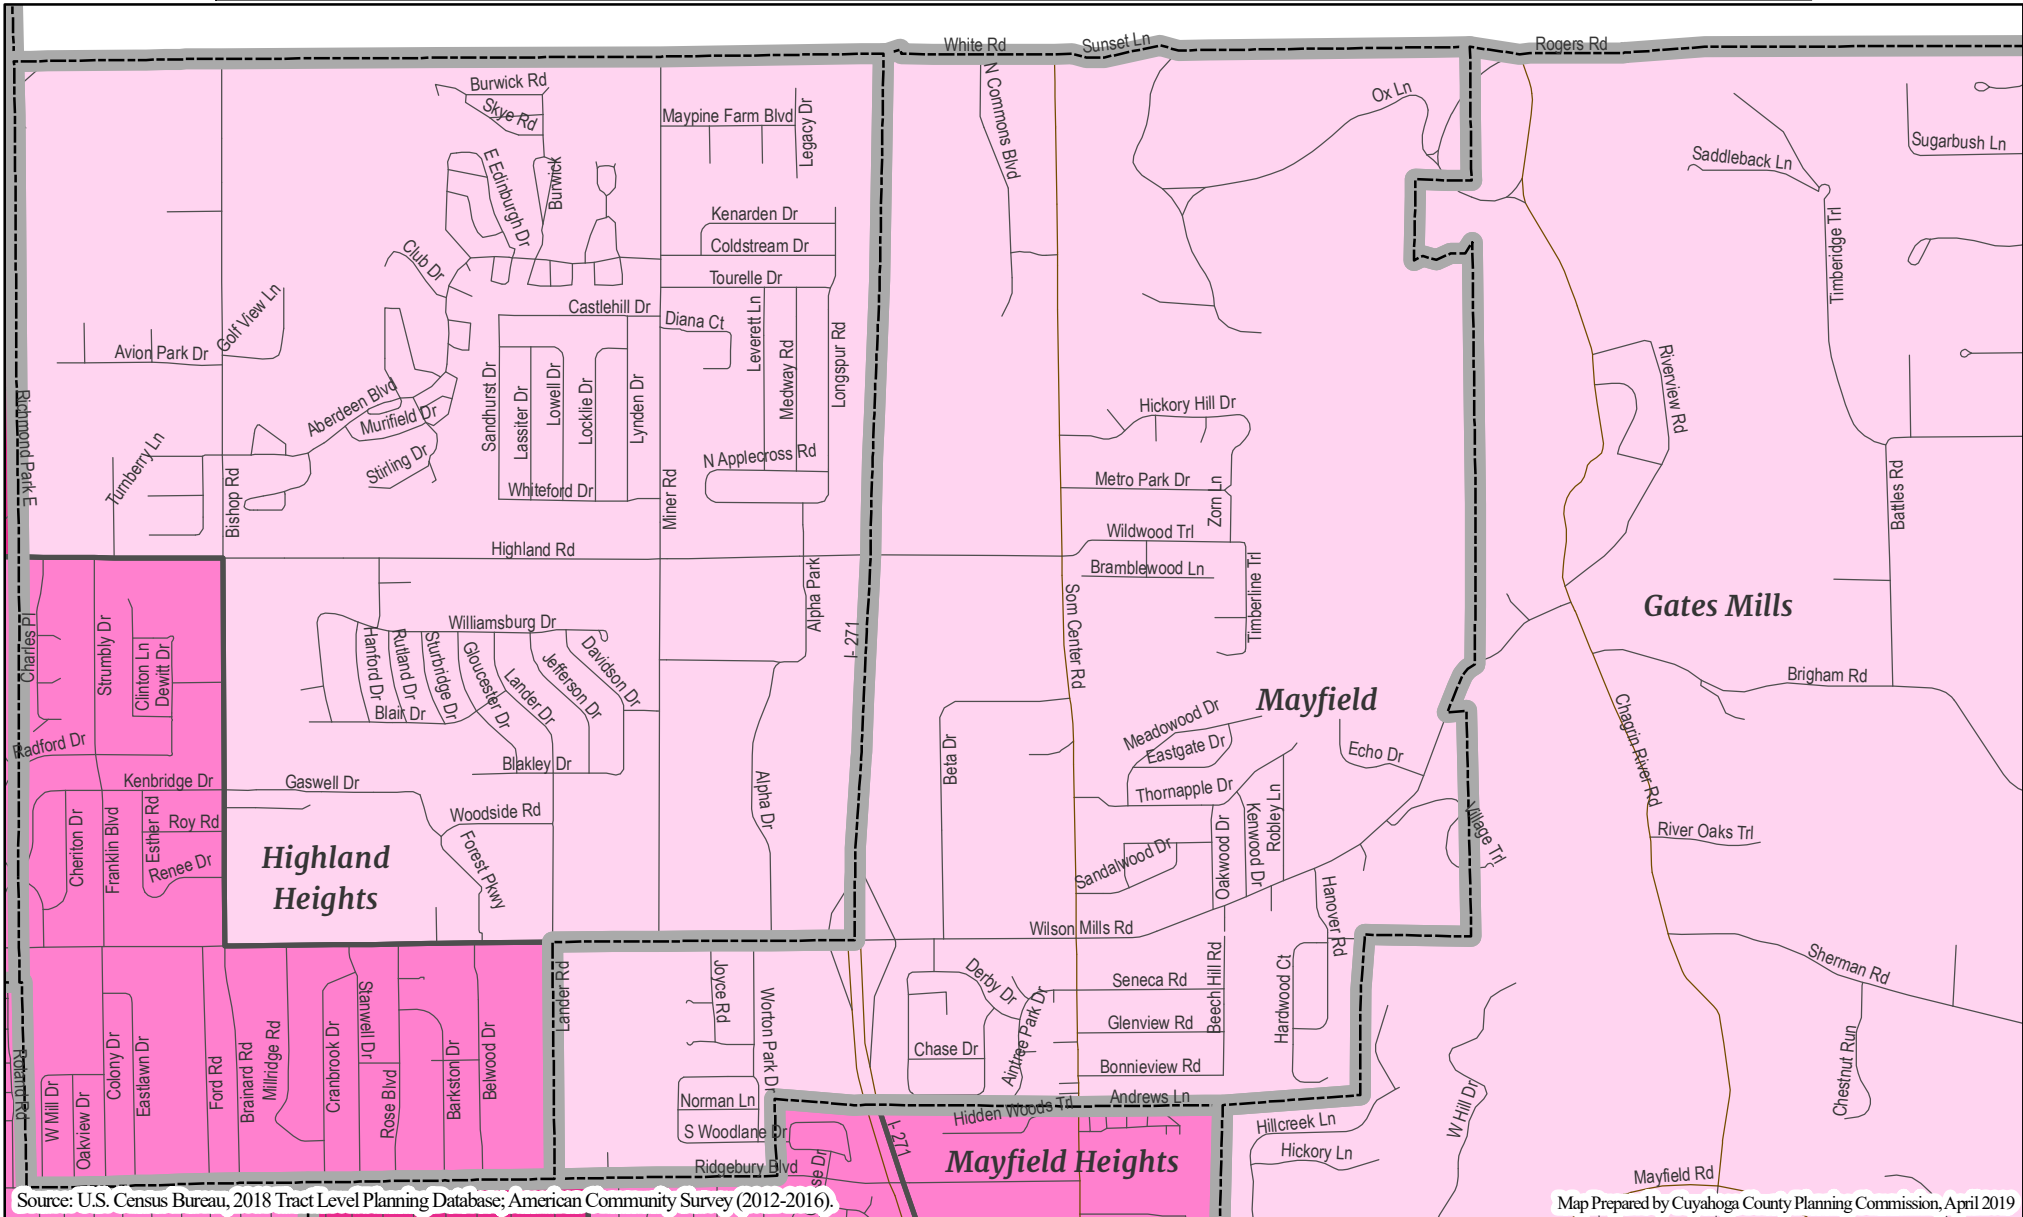 White Rd
Sunset Ln
Rogers Rd
Burwick Rd
Skye Rd
Maypine Farm Blvd
Legacy Dr
N Commons Blvd
Ox Ln
Sugarbush Ln
Saddleback Ln
E Edinburgh Dr
Burwick
Kenarden Dr
Coldstream Dr
Timberidge Trl
Club Dr
Tourelle Dr
Golf View Ln
Castlehill Dr
Diana Ct
Leverett Ln
Medway Rd
Longspur Rd
Avion Park Dr
Richmond Park E
Aberdeen Blvd
Murifield Dr
Stirling Dr
Sandhurst Dr
Lassiter Dr
Lowell Dr
Locklie Dr
Lynden Dr
Riverview Rd
Hickory Hill Dr
Turnberry Ln
Bishop Rd
Whiteford Dr
Miner Rd
N Applecross Rd
Metro Park Dr
Zorn Ln
Battles Rd
Wildwood Trl
Highland Rd
Bramblewood Ln
Timberline Trl
Alpha Park
I-271
Som Center Rd
Gates Mills
Charles Pl
Strumbly Dr
Clinton Ln
Dewitt Dr
Williamsburg Dr
Hanford Dr
Rutland Dr
Sturbridge Dr
Gloucester Dr
Lander Dr
Jefferson Dr
Davidson Dr
Blair Dr
Brigham Rd
Mayfield
Radford Dr
Meadowood Dr
Eastgate Dr
Echo Dr
Beta Dr
Chagrin River Rd
Blakley Dr
Kenbridge Dr
Gaswell Dr
Alpha Dr
Thornapple Dr
Woodside Rd
Cheriton Dr
Franklin Blvd
Esther Rd
Roy Rd
Renee Dr
Forest Pkwy
Oakwood Dr
Kenwood Dr
Robley Ln
Village Trl
River Oaks Trl
Highland
Heights
Sandalwood Dr
Hanover Rd
Wilson Mills Rd
Lander Rd
Joyce Rd
Worton Park Dr
Derby Dr
Aintree Park Dr
Seneca Rd
Beech Hill Rd
Hardwood Ct
Sherman Rd
Glenview Rd
Chase Dr
Bonnieview Rd
Chestnut Run
Roland Rd
W Mill Dr
Oakview Dr
Colony Dr
Eastlawn Dr
Ford Rd
Brainard Rd
Millridge Rd
Cranbrook Dr
Stanwell Dr
Rose Blvd
Barkston Dr
Belwood Dr
Norman Ln
S Woodlane Dr
Andrews Ln
Hidden Woods Trl
I-271
Hillcreek Ln
Hickory Ln
W Hill Dr
Mayfield Heights
Ridgebury Blvd
Mayfield Rd
Source: U.S. Census Bureau, 2018 Tract Level Planning Database; American Community Survey (2012-2016).
Map Prepared by Cuyahoga County Planning Commission, April 2019